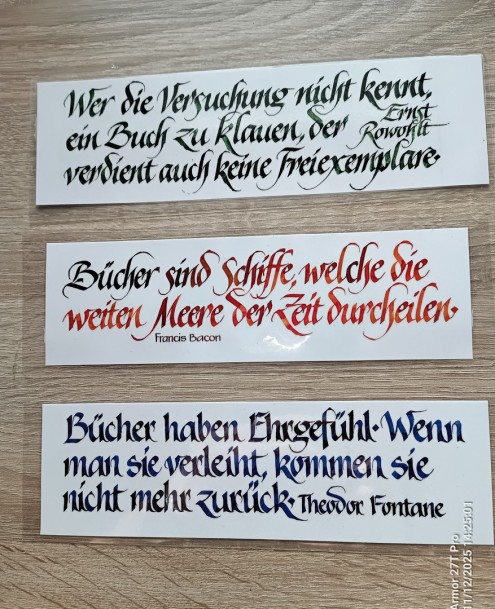 Wer die Versuchung nicht kennt,
ein Buch zu klauen, der
verdient auch keine Freiexemplare.
Ernst
Rowohlt
Bücher sind Schiffe, welche die
weiten Meere der Zeit durcheilen.
Francis Bacon
Bücher haben Ehrgefühl. Wenn
man sie verleiht, kommen sie
nicht mehr zurück. Theodor Fontane
Armor 27T Pro
11/12/2025 14:25:01